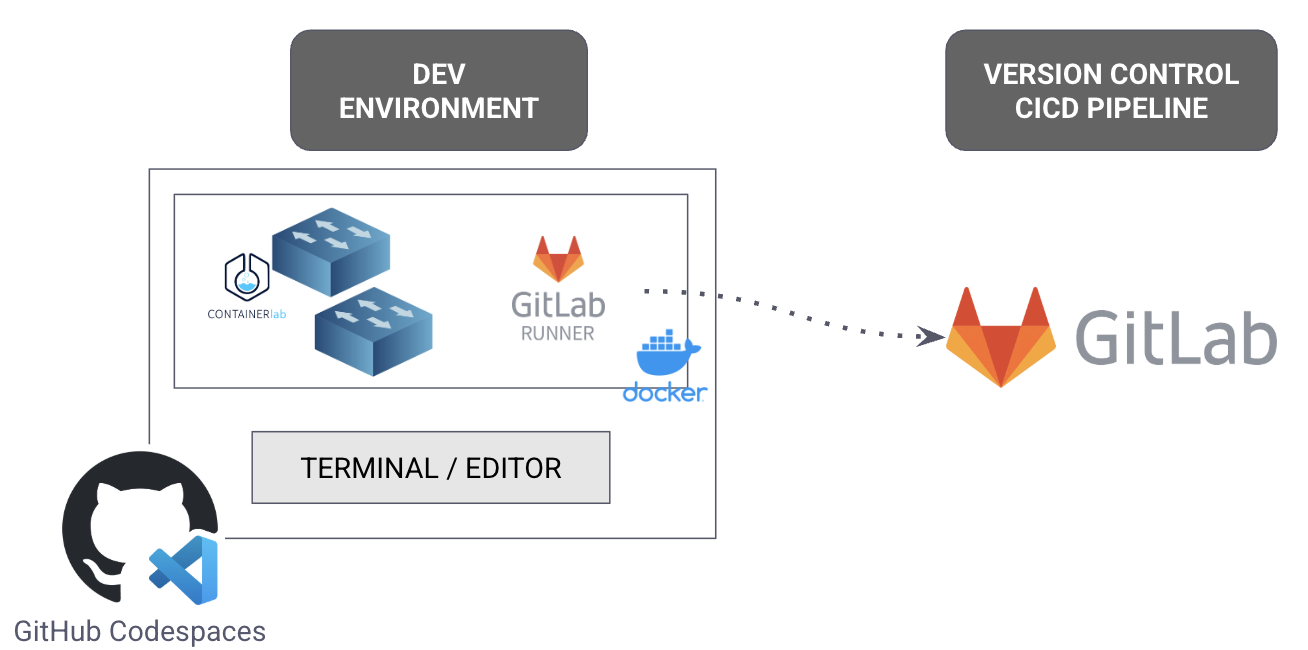 DEV
ENVIRONMENT
VERSION CONTROL
CICD PIPELINE
CONTAINERlab
GitLab
RUNNER
docker
GitLab
TERMINAL / EDITOR
GitHub Codespaces